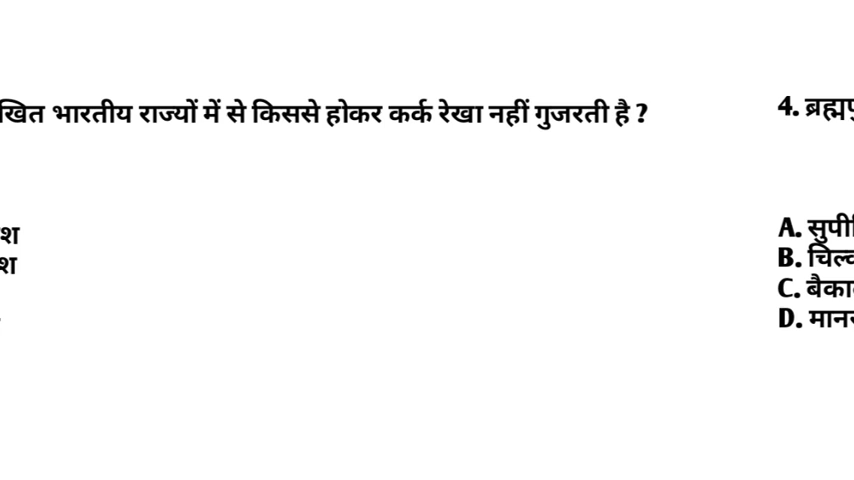 खित भारतीय राज्यों में से किससे होकर कर्क रेखा नहीं गुजरती है ?
श
श
4. ब्रह्मपु
A. सुपी
B. चिल्
C. बैका
D. मान